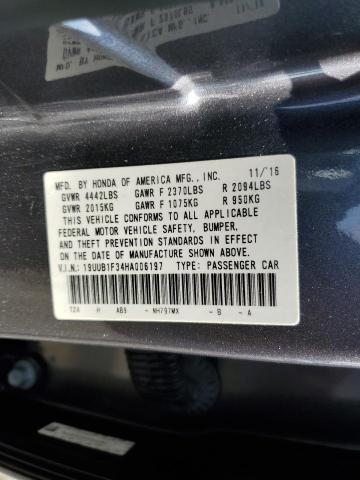 MFD. BY HONDA OF AMERICA MFG., INC. 11/'16
GVWR 4442LBS GAWR F 2370LBS R 2094LBS
GVWR 2015KG GAWR F 1075KG R 950KG
THIS VEHICLE CONFORMS TO ALL APPLICABLE
FEDERAL MOTOR VEHICLE SAFETY, BUMPER,
AND THEFT PREVENTION STANDARDS IN EFFECT
ON THE DATE OF MANUFACTURE SHOWN ABOVE.
V.I.N.: 19UUB1F34HA006197 TYPE: PASSENGER CAR
TZA H AB9 - NH797MX - B - A